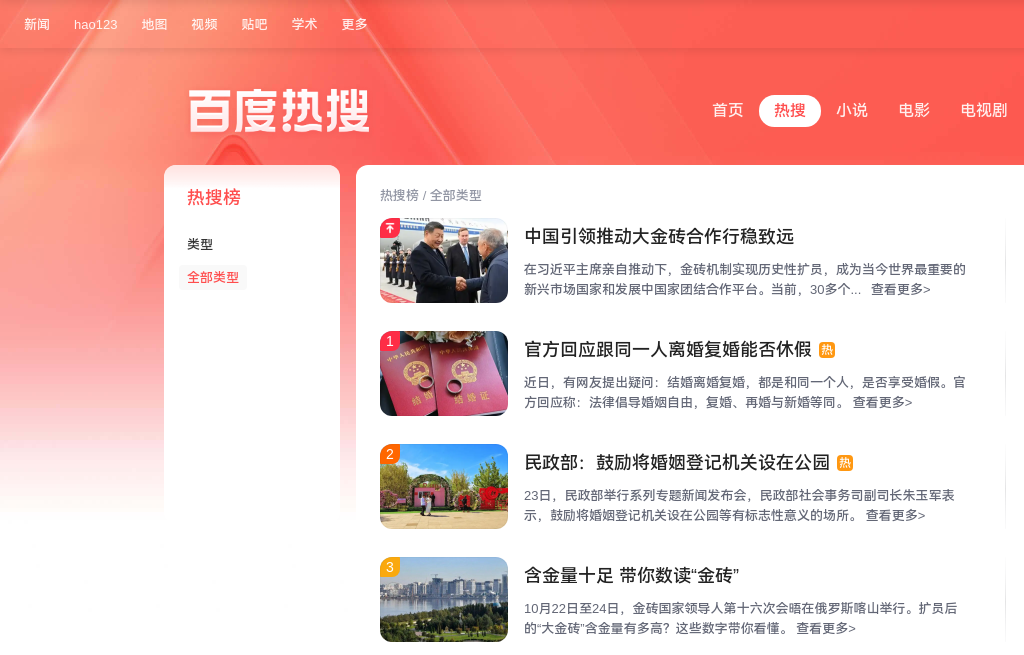 新闻 hao123 地图 视频 贴吧 学术 更多
百度热搜
首页 热搜 小说 电影 电视剧
热搜榜
类型
全部类型
热搜榜 / 全部类型
中国引领推动大金砖合作行稳致远
在习近平主席亲自推动下，金砖机制实现历史性扩员，成为当今世界最重要的
新兴市场国家和发展中国家团结合作平台。当前，30多个... 查看更多>
1
官方回应跟同一人离婚复婚能否休假 热
近日，有网友提出疑问：结婚离婚复婚，都是和同一个人，是否享受婚假。官
方回应称：法律倡导婚姻自由，复婚、再婚与新婚等同。 查看更多>
2
民政部：鼓励将婚姻登记机关设在公园 热
23日，民政部举行系列专题新闻发布会，民政部社会事务司副司长朱玉军表
示，鼓励将婚姻登记机关设在公园等有标志性意义的场所。 查看更多>
3
含金量十足 带你数读“金砖”
10月22日至24日，金砖国家领导人第十六次会晤在俄罗斯喀山举行。扩员后
的“大金砖”含金量有多高？这些数字带你看懂。 查看更多>